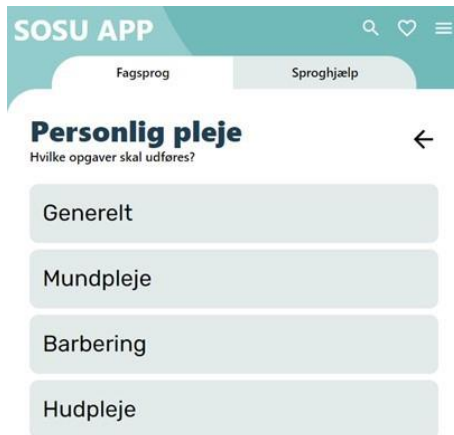 SOSU APP
Fagsprog
Sproghjælp
Personlig pleje
Hvilke opgaver skal udføres?
Generelt
Mundpleje
Barbering
Hudpleje